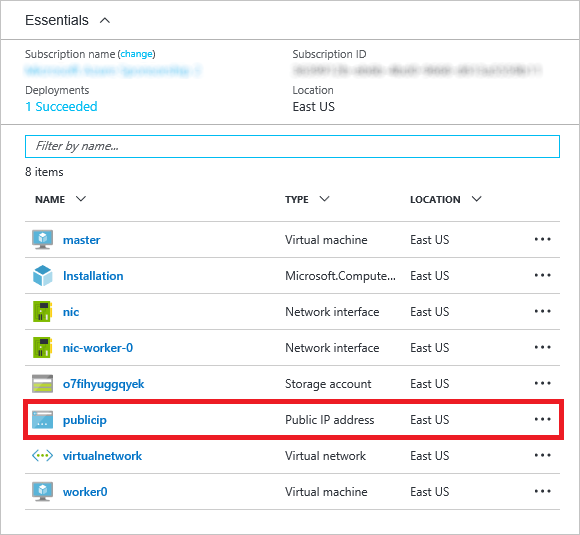 Essentials
Subscription name (change) Subscription ID
Deployments Location
1 Succeeded East US
Filter by name...
8 items
NAME TYPE LOCATION
master Virtual machine East US ...
Installation Microsoft.Compute... East US ...
nic Network interface East US ...
nic-worker-0 Network interface East US ...
o7fihyuggqyek Storage account East US ...
publicip Public IP address East US ...
virtualnetwork Virtual network East US ...
worker0 Virtual machine East US ...